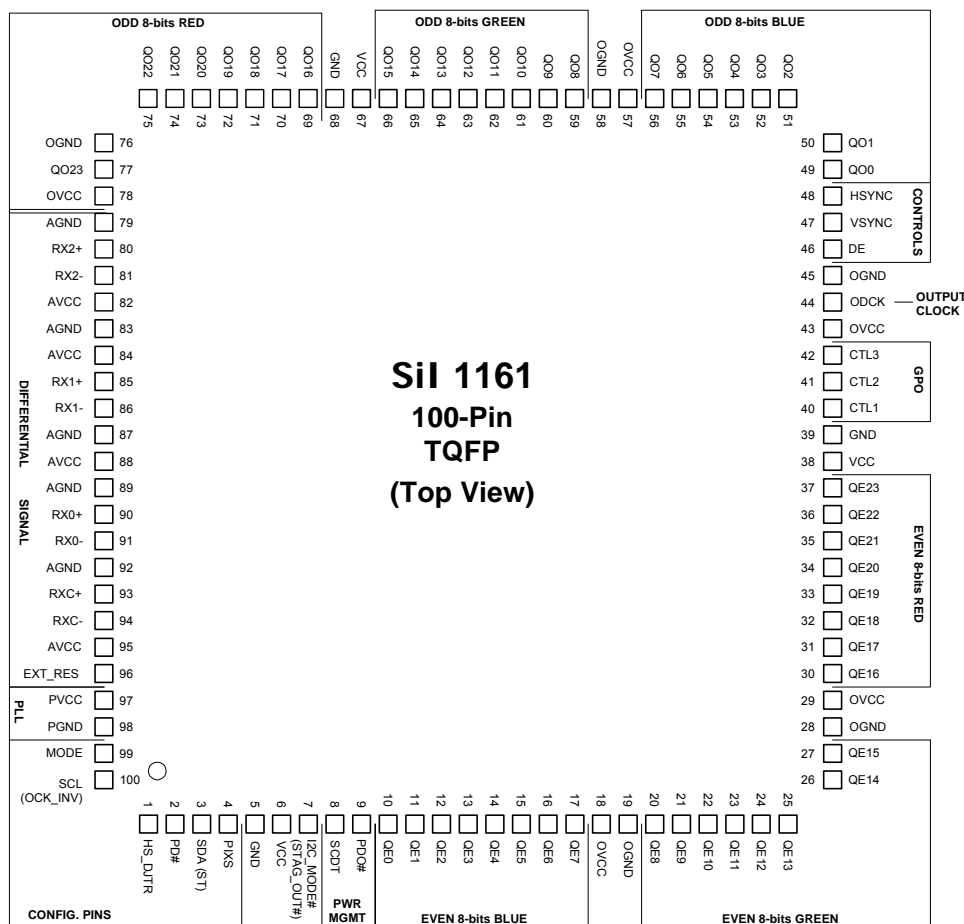 ODD 8-bits RED
ODD 8-bits GREEN
ODD 8-bits BLUE
QO22
QO21
QO20
QO19
QO18
QO17
QO16
GND
VCC
QO15
QO14
QO13
QO12
QO11
QO10
QO9
QO8
OGND
OVCC
QO7
QO6
QO5
QO4
QO3
QO2
75
74
73
72
71
70
69
68
67
66
65
64
63
62
61
60
59
58
57
56
55
54
53
52
51
OGND 76
QO23 77
OVCC 78
AGND 79
RX2+ 80
RX2- 81
AVCC 82
AGND 83
AVCC 84
RX1+ 85
RX1- 86
AGND 87
AVCC 88
AGND 89
RX0+ 90
RX0- 91
AGND 92
RXC+ 93
RXC- 94
AVCC 95
EXT_RES 96
PVCC 97
PGND 98
MODE 99
SCL 100
(OCK_INV)
DIFFERENTIAL SIGNAL
PLL
SiI 1161
100-Pin
TQFP
(Top View)
50 QO1
49 QO0
48 HSYNC
47 VSYNC
46 DE
45 OGND
44 ODCK
43 OVCC
42 CTL3
41 CTL2
40 CTL1
39 GND
38 VCC
37 QE23
36 QE22
35 QE21
34 QE20
33 QE19
32 QE18
31 QE17
30 QE16
29 OVCC
28 OGND
27 QE15
26 QE14
CONTROLS
OUTPUT
CLOCK
GPO
EVEN 8-bits RED
1
2
3
4
5
6
7
8
9
10
11
12
13
14
15
16
17
18
19
20
21
22
23
24
25
HS_DJTR
PD#
SDA (ST)
PIXS
GND
VCC
I2C_MODE#
(STAG_OUT#)
SCDT
PDO#
QE0
QE1
QE2
QE3
QE4
QE5
QE6
QE7
OVCC
OGND
QE8
QE9
QE10
QE11
QE12
QE13
CONFIG. PINS
PWR
MGMT
EVEN 8-bits BLUE
EVEN 8-bits GREEN